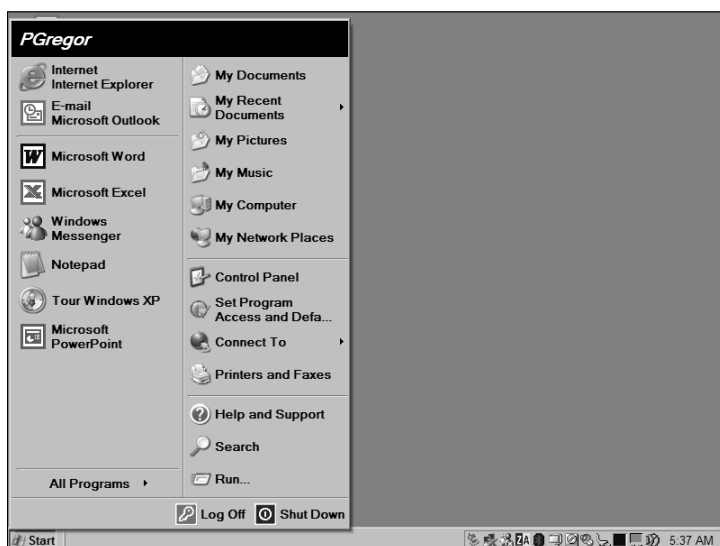 PGregor
Internet
Internet Explorer
E-mail
Microsoft Outlook
Microsoft Word
Microsoft Excel
Windows
Messenger
Notepad
Tour Windows XP
Microsoft
PowerPoint
All Programs
My Documents
My Recent
Documents
My Pictures
My Music
My Computer
My Network Places
Control Panel
Set Program
Access and Defa...
Connect To
Printers and Faxes
Help and Support
Search
Run...
Log Off
Shut Down
Start
5:37 AM